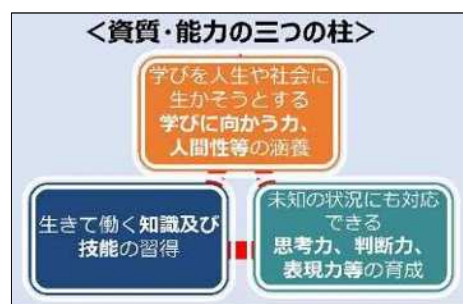 ＜資質・能力の三つの柱＞
学びを人生や社会に
生かそうとする
学びに向かう力、
人間性等の涵養
生きて働く知識及び
技能の習得
未知の状況にも対応
できる
思考力、判断力、
表現力等の育成